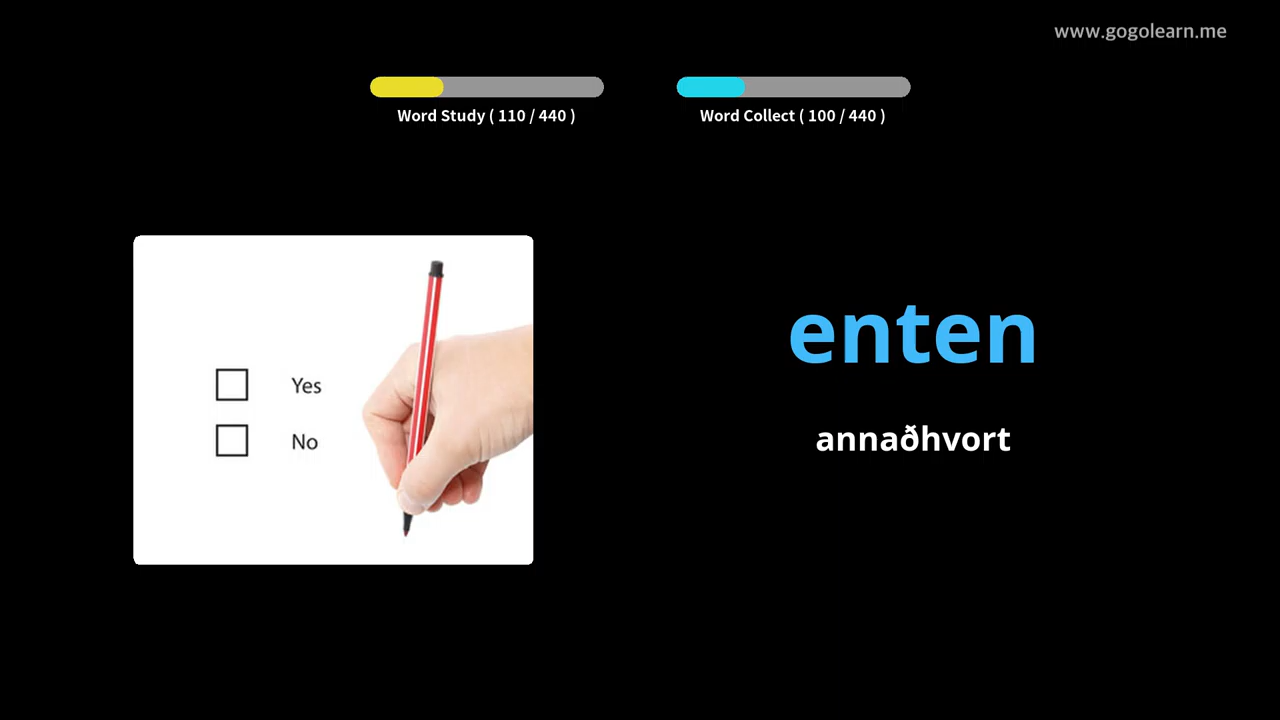 www.gogolearn.me
Word Study ( 110 / 440 )
Word Collect ( 100 / 440 )
Yes
No
enten
annaðhvort